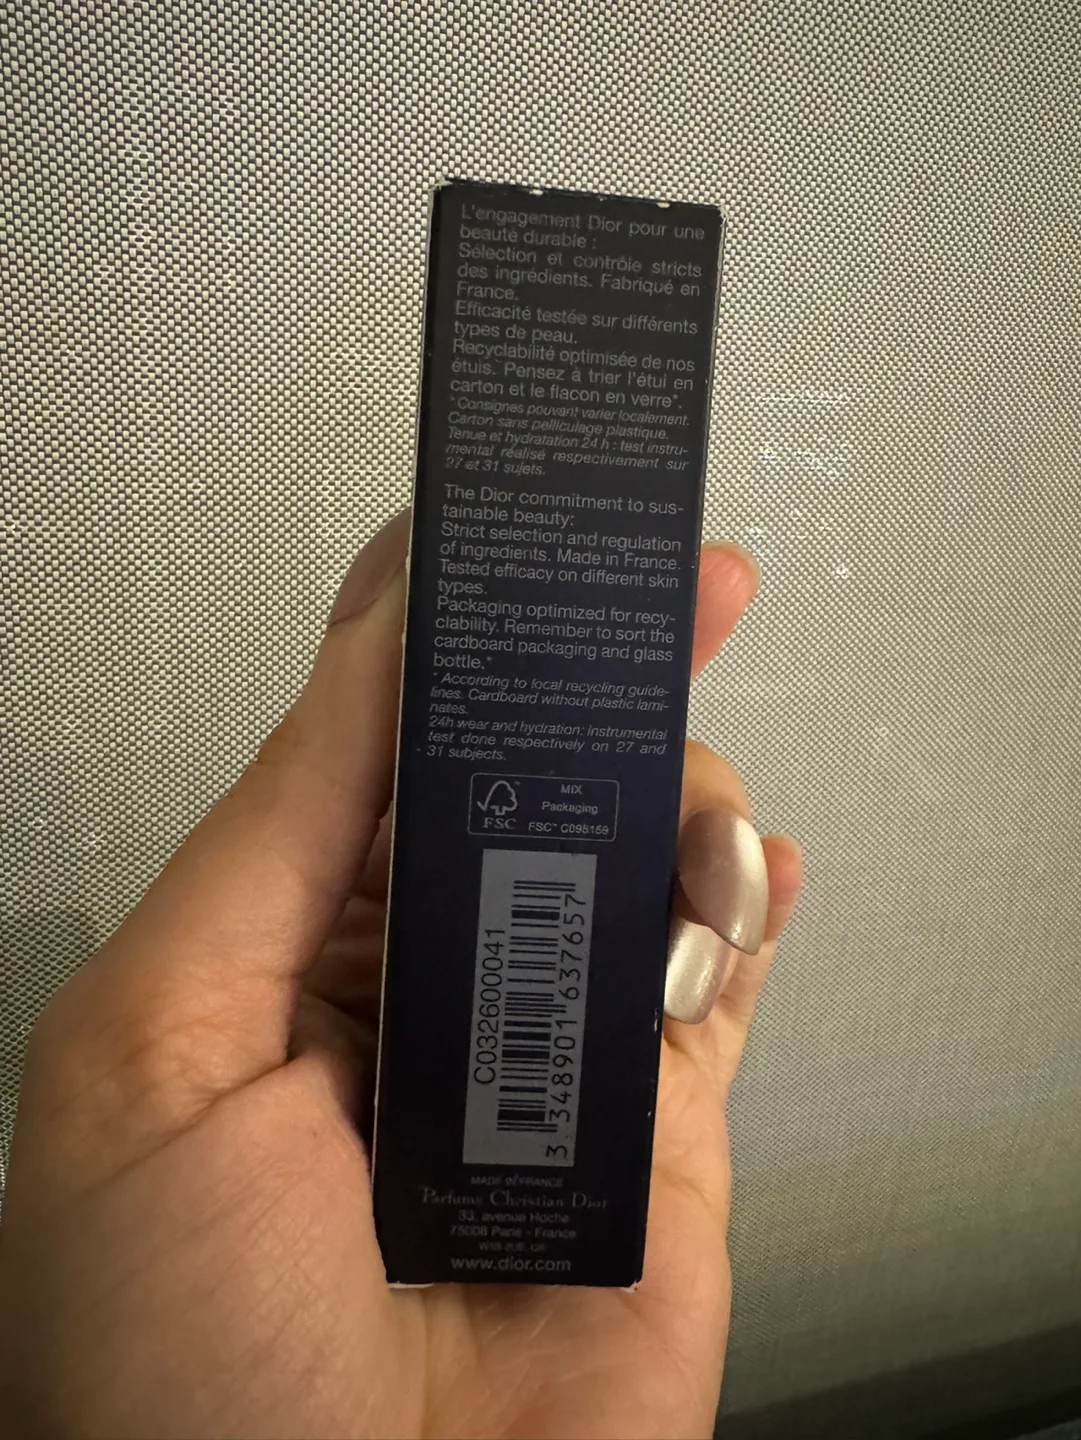 L'engagement Dior pour une
beauté durable :
Sélection et contrôle stricts
des ingrédients. Fabriqué en
France.
Efficacité testée sur différents
types de peau.
Recyclabilité optimisée de nos
étuis. Pensez à trier l'étui en
carton et le flacon en verre*.
*Consignes pouvant varier localement.
Carton sans pelliculage plastique.
Tenue et hydratation 24 h : test instru-
mental réalisé respectivement sur
27 et 31 sujets.
The Dior commitment to sus-
tainable beauty:
Strict selection and regulation
of ingredients. Made in France.
Tested efficacy on different skin
types.
Packaging optimized for recy-
clability. Remember to sort the
cardboard packaging and glass
bottle.*
* According to local recycling guide-
lines. Cardboard without plastic lami-
nates.
24h wear and hydration: instrumental
test done respectively on 27 and
31 subjects.
MIX
Packaging
FSC™ C095159
FSC
C032600041
3 348901 637657
MADE IN FRANCE
Parfums Christian Dior
33, avenue Hoche
75008 Paris - France
W1S 2UE, UK
www.dior.com